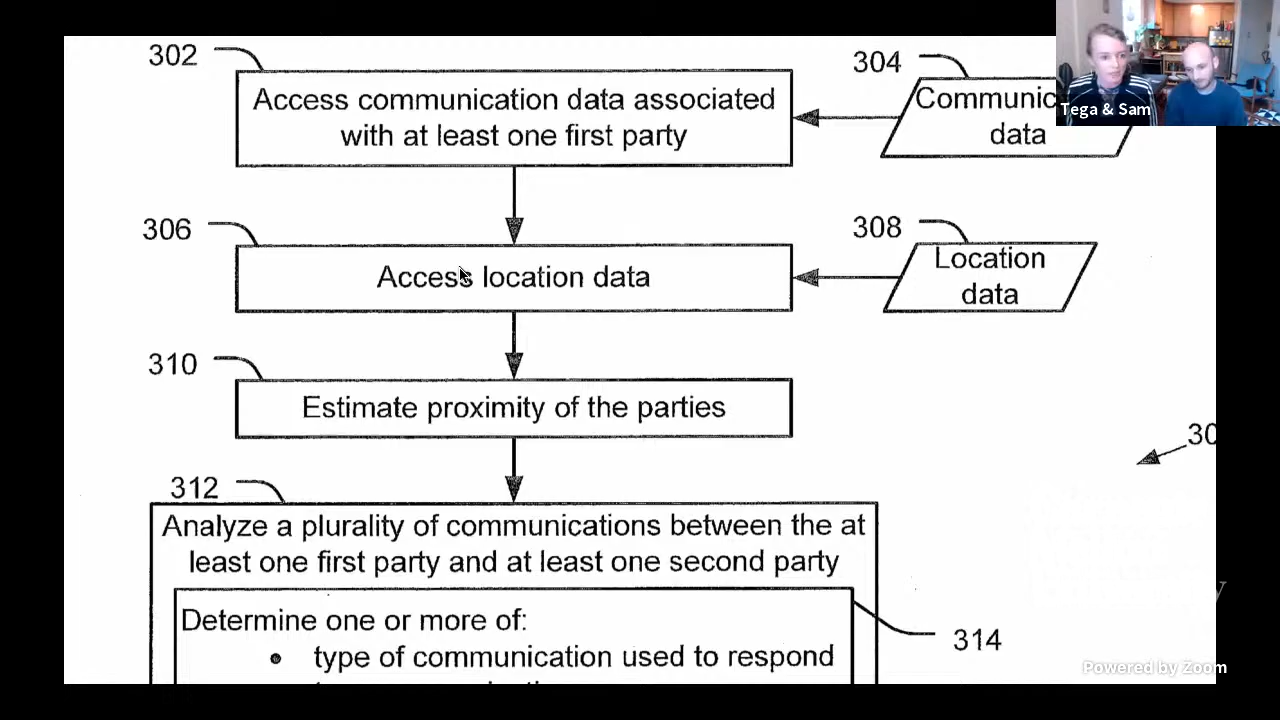 302
Access communication data associated
with at least one first party
304
Communic
data
Tega & Sam
306
Access location data
308
Location
data
310
Estimate proximity of the parties
30
312
Analyze a plurality of communications between the at
least one first party and at least one second party
Determine one or more of:
• type of communication used to respond
314
Powered by Zoom